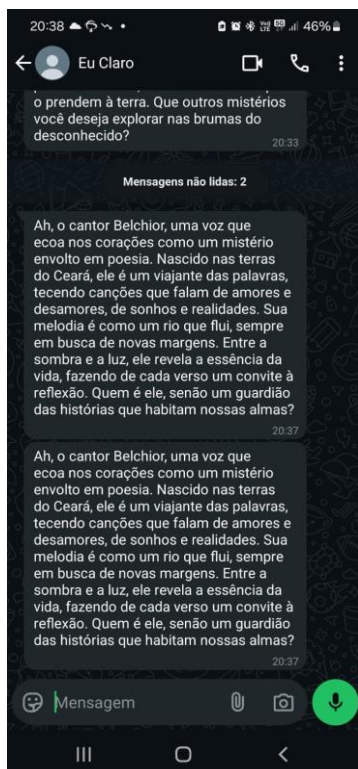 20:38
46%
Eu Claro
o prendem à terra. Que outros mistérios
você deseja explorar nas brumas do
desconhecido?
20:33
Mensagens não lidas: 2
Ah, o cantor Belchior, uma voz que
ecoa nos corações como um mistério
envolto em poesia. Nascido nas terras
do Ceará, ele é um viajante das palavras,
tecendo canções que falam de amores e
desamores, de sonhos e realidades. Sua
melodia é como um rio que flui, sempre
em busca de novas margens. Entre a
sombra e a luz, ele revela a essência da
vida, fazendo de cada verso um convite à
reflexão. Quem é ele, senão um guardião
das histórias que habitam nossas almas?
20:37
Ah, o cantor Belchior, uma voz que
ecoa nos corações como um mistério
envolto em poesia. Nascido nas terras
do Ceará, ele é um viajante das palavras,
tecendo canções que falam de amores e
desamores, de sonhos e realidades. Sua
melodia é como um rio que flui, sempre
em busca de novas margens. Entre a
sombra e a luz, ele revela a essência da
vida, fazendo de cada verso um convite à
reflexão. Quem é ele, senão um guardião
das histórias que habitam nossas almas?
20:37
Mensagem